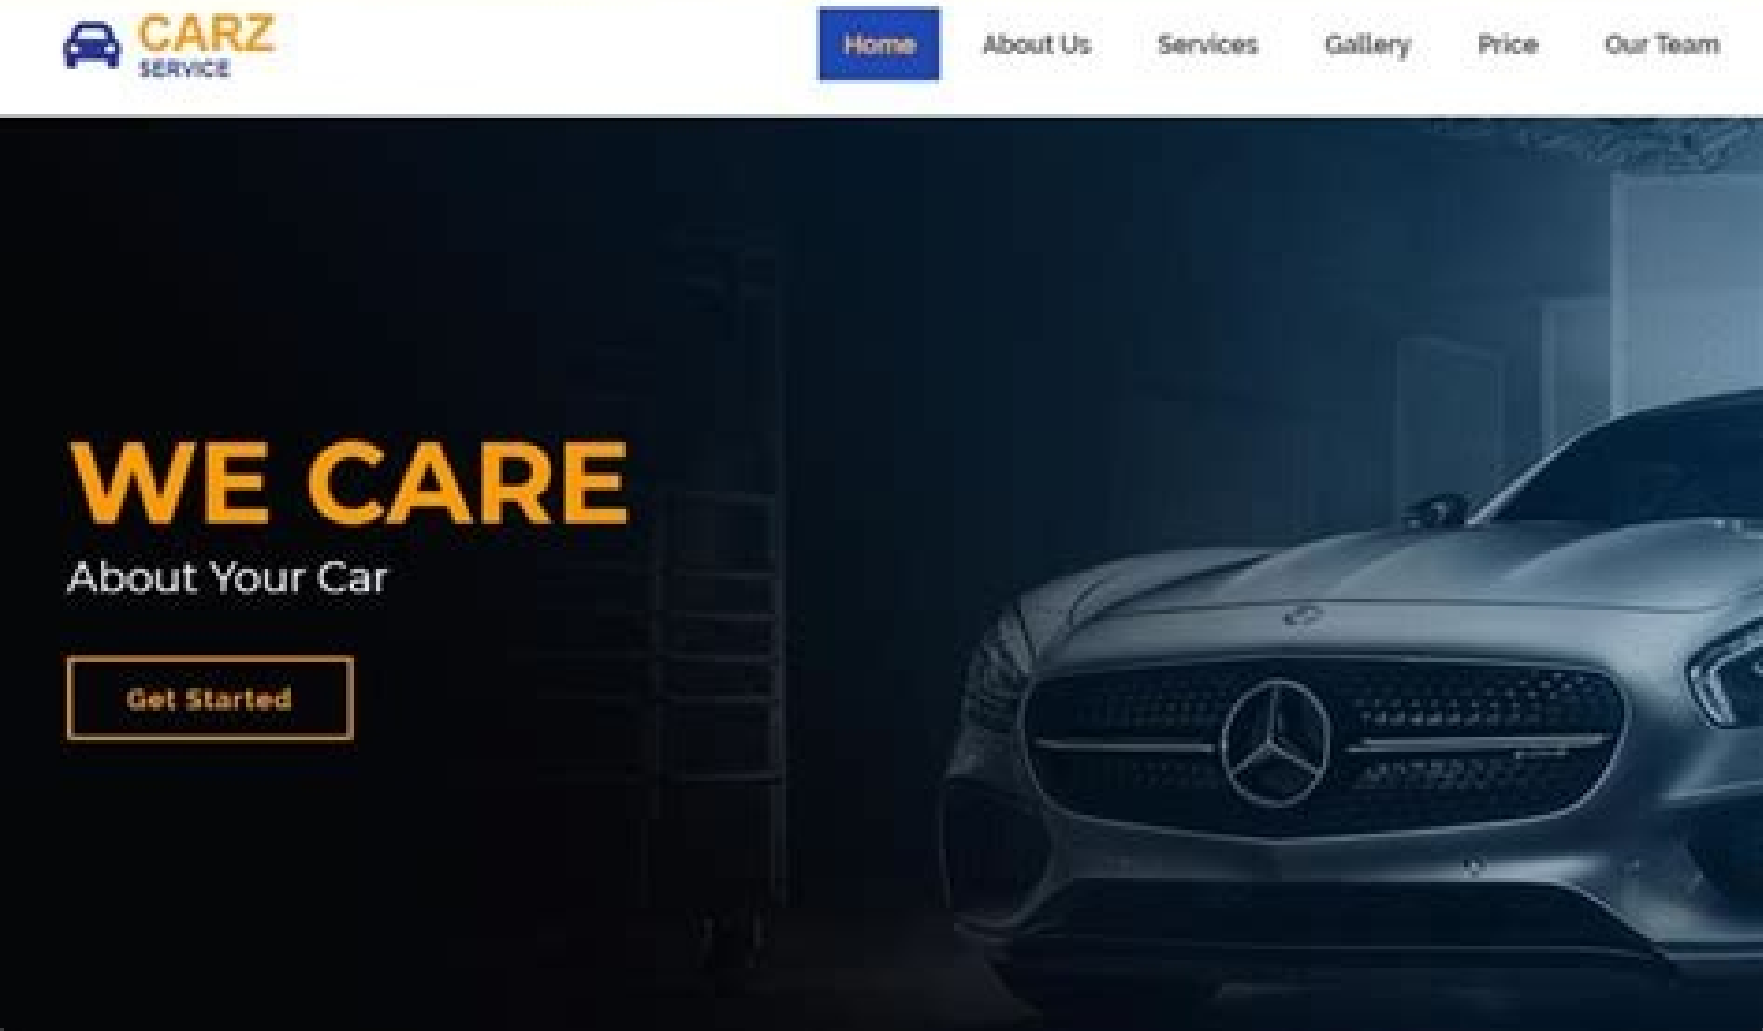 CARZ
SERVICE
Home About Us Services Gallery Price Our Team
WE CARE
About Your Car
Get Started